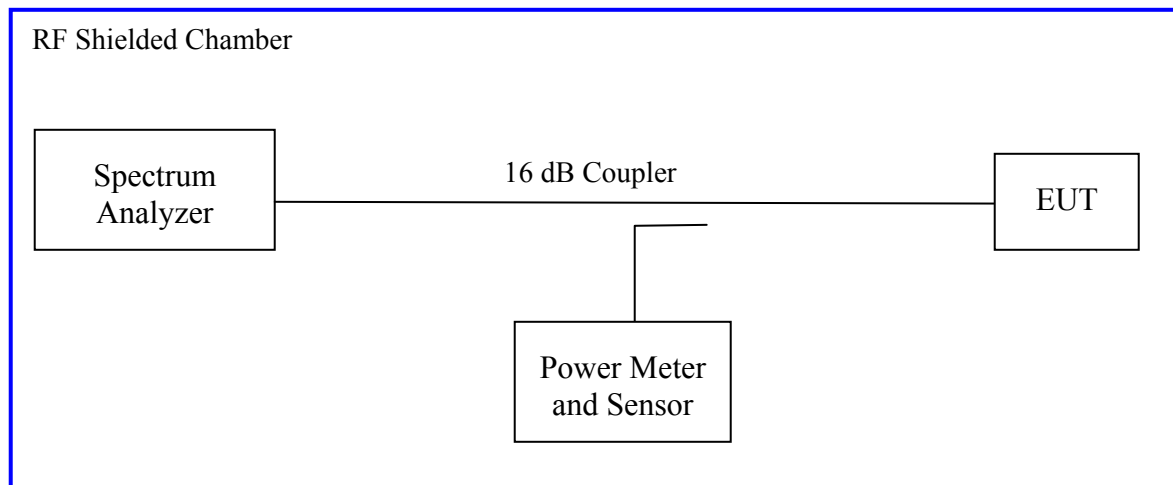 RF Shielded Chamber
Spectrum
Analyzer
16 dB Coupler
EUT
Power Meter
and Sensor